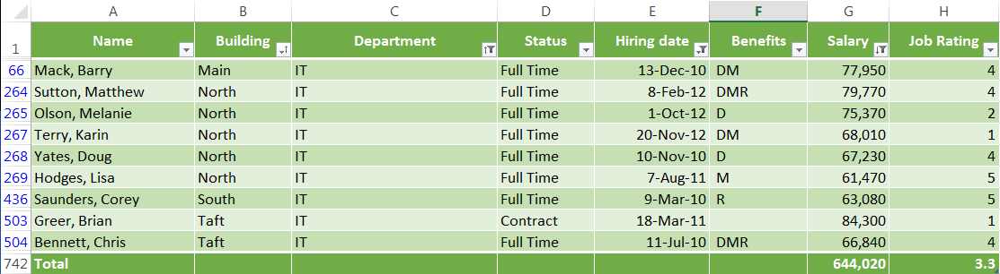 A B C D E F G H
1 Name Building Department Status Hiring date Benefits Salary Job Rating
66 Mack, Barry Main IT Full Time 13-Dec-10 DM 77,950 4
264 Sutton, Matthew North IT Full Time 8-Feb-12 DMR 79,770 4
265 Olson, Melanie North IT Full Time 1-Oct-12 D 75,370 2
267 Terry, Karin North IT Full Time 20-Nov-12 DM 68,010 1
268 Yates, Doug North IT Full Time 10-Nov-10 D 67,230 4
269 Hodges, Lisa North IT Full Time 7-Aug-11 M 61,470 5
436 Saunders, Corey South IT Full Time 9-Mar-10 R 63,080 5
503 Greer, Brian Taft IT Contract 18-Mar-11 84,300 1
504 Bennett, Chris Taft IT Full Time 11-Jul-10 DMR 66,840 4
742 Total 644,020 3.3